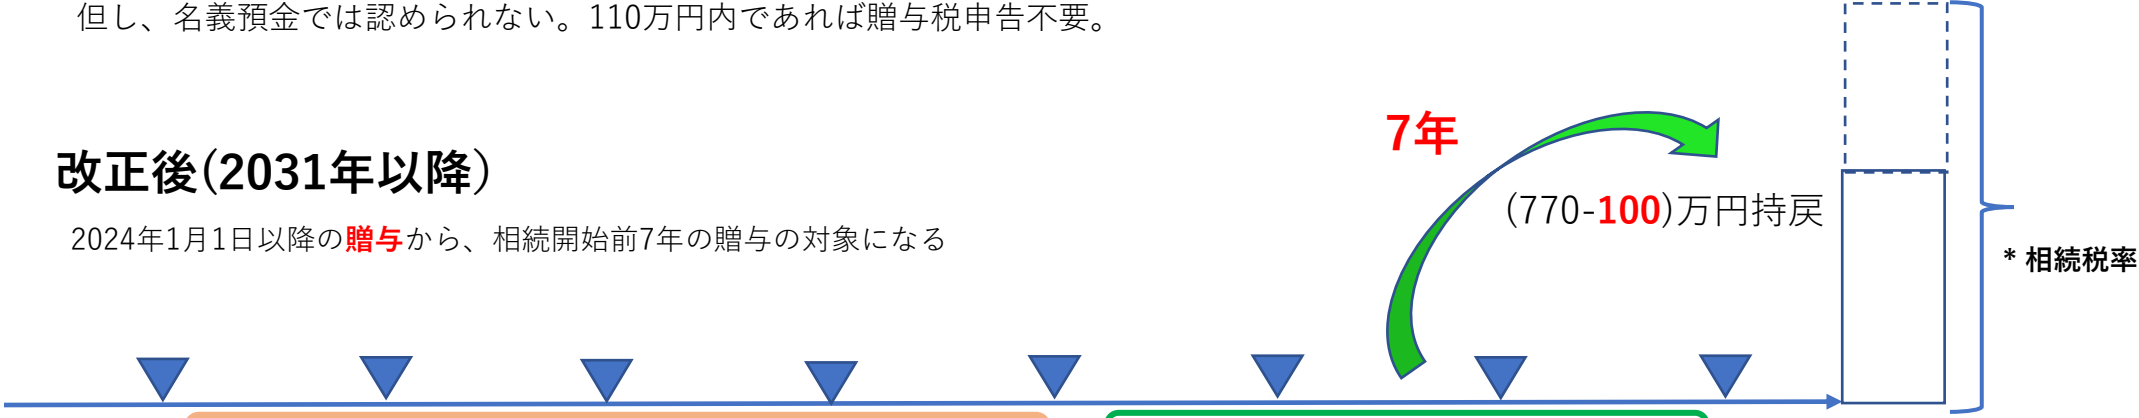 但し、名義預金では認められない。110万円内であれば贈与税申告不要。
7年
改正後(2031年以降)
(770-100)万円持戻
2024年1月1日以降の贈与から、相続開始前7年の贈与の対象になる
* 相続税率